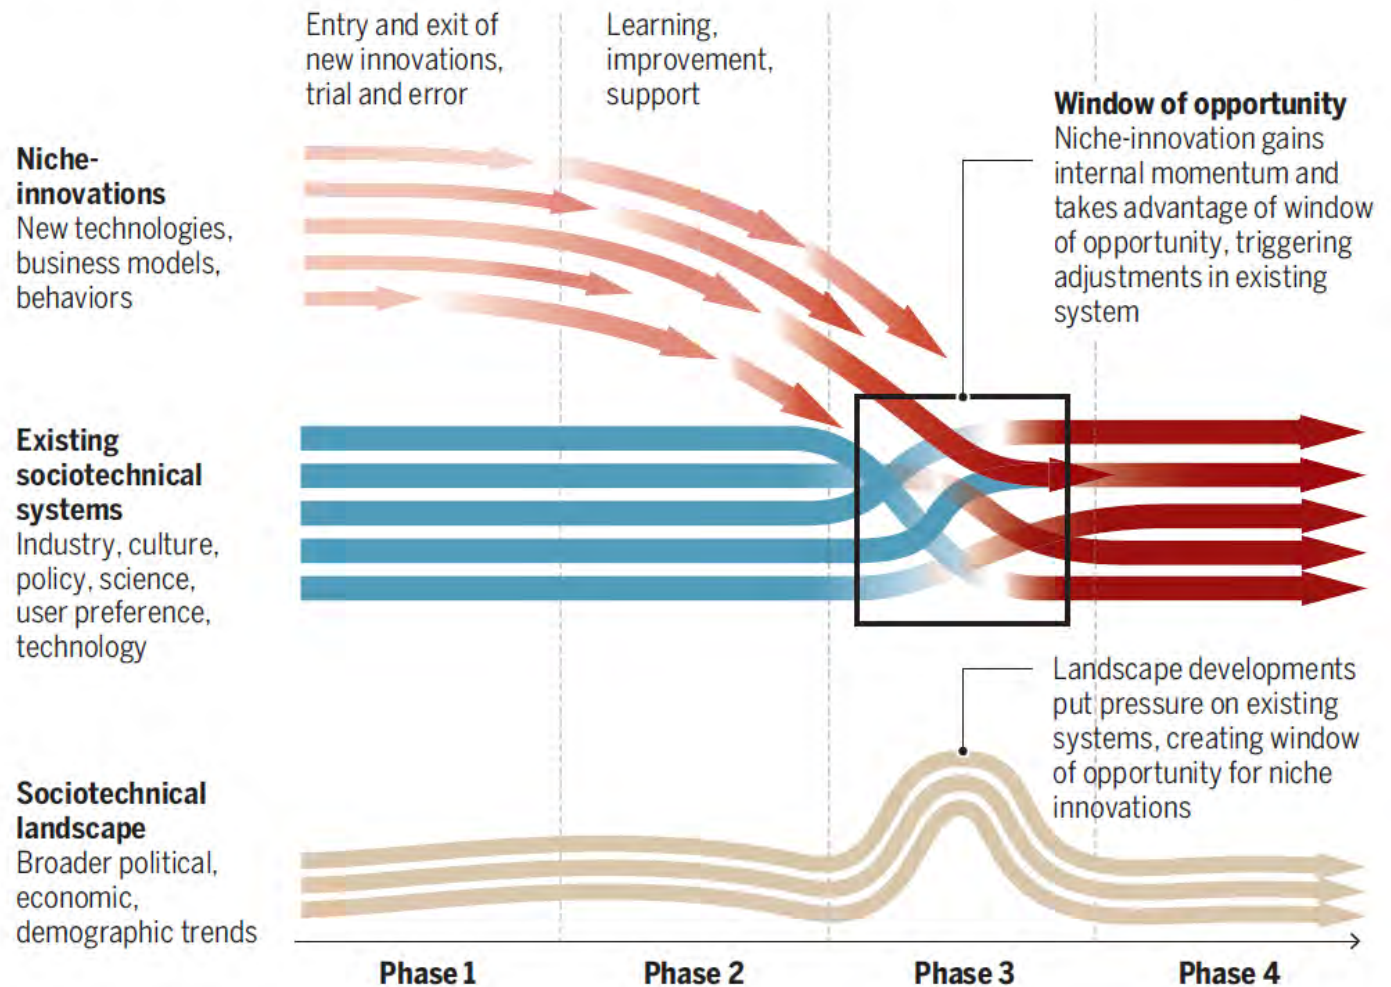 Entry and exit of
new innovations,
trial and error
Learning,
improvement,
support
Window of opportunity
Niche-innovation gains
internal momentum and
takes advantage of window
of opportunity, triggering
adjustments in existing
system
Niche-
innovations
New technologies,
business models,
behaviors
Existing
sociotechnical
systems
Industry, culture,
policy, science,
user preference,
technology
Landscape developments
put pressure on existing
systems, creating window
of opportunity for niche
innovations
Sociotechnical
landscape
Broader political,
economic,
demographic trends
Phase 1
Phase 2
Phase 3
Phase 4